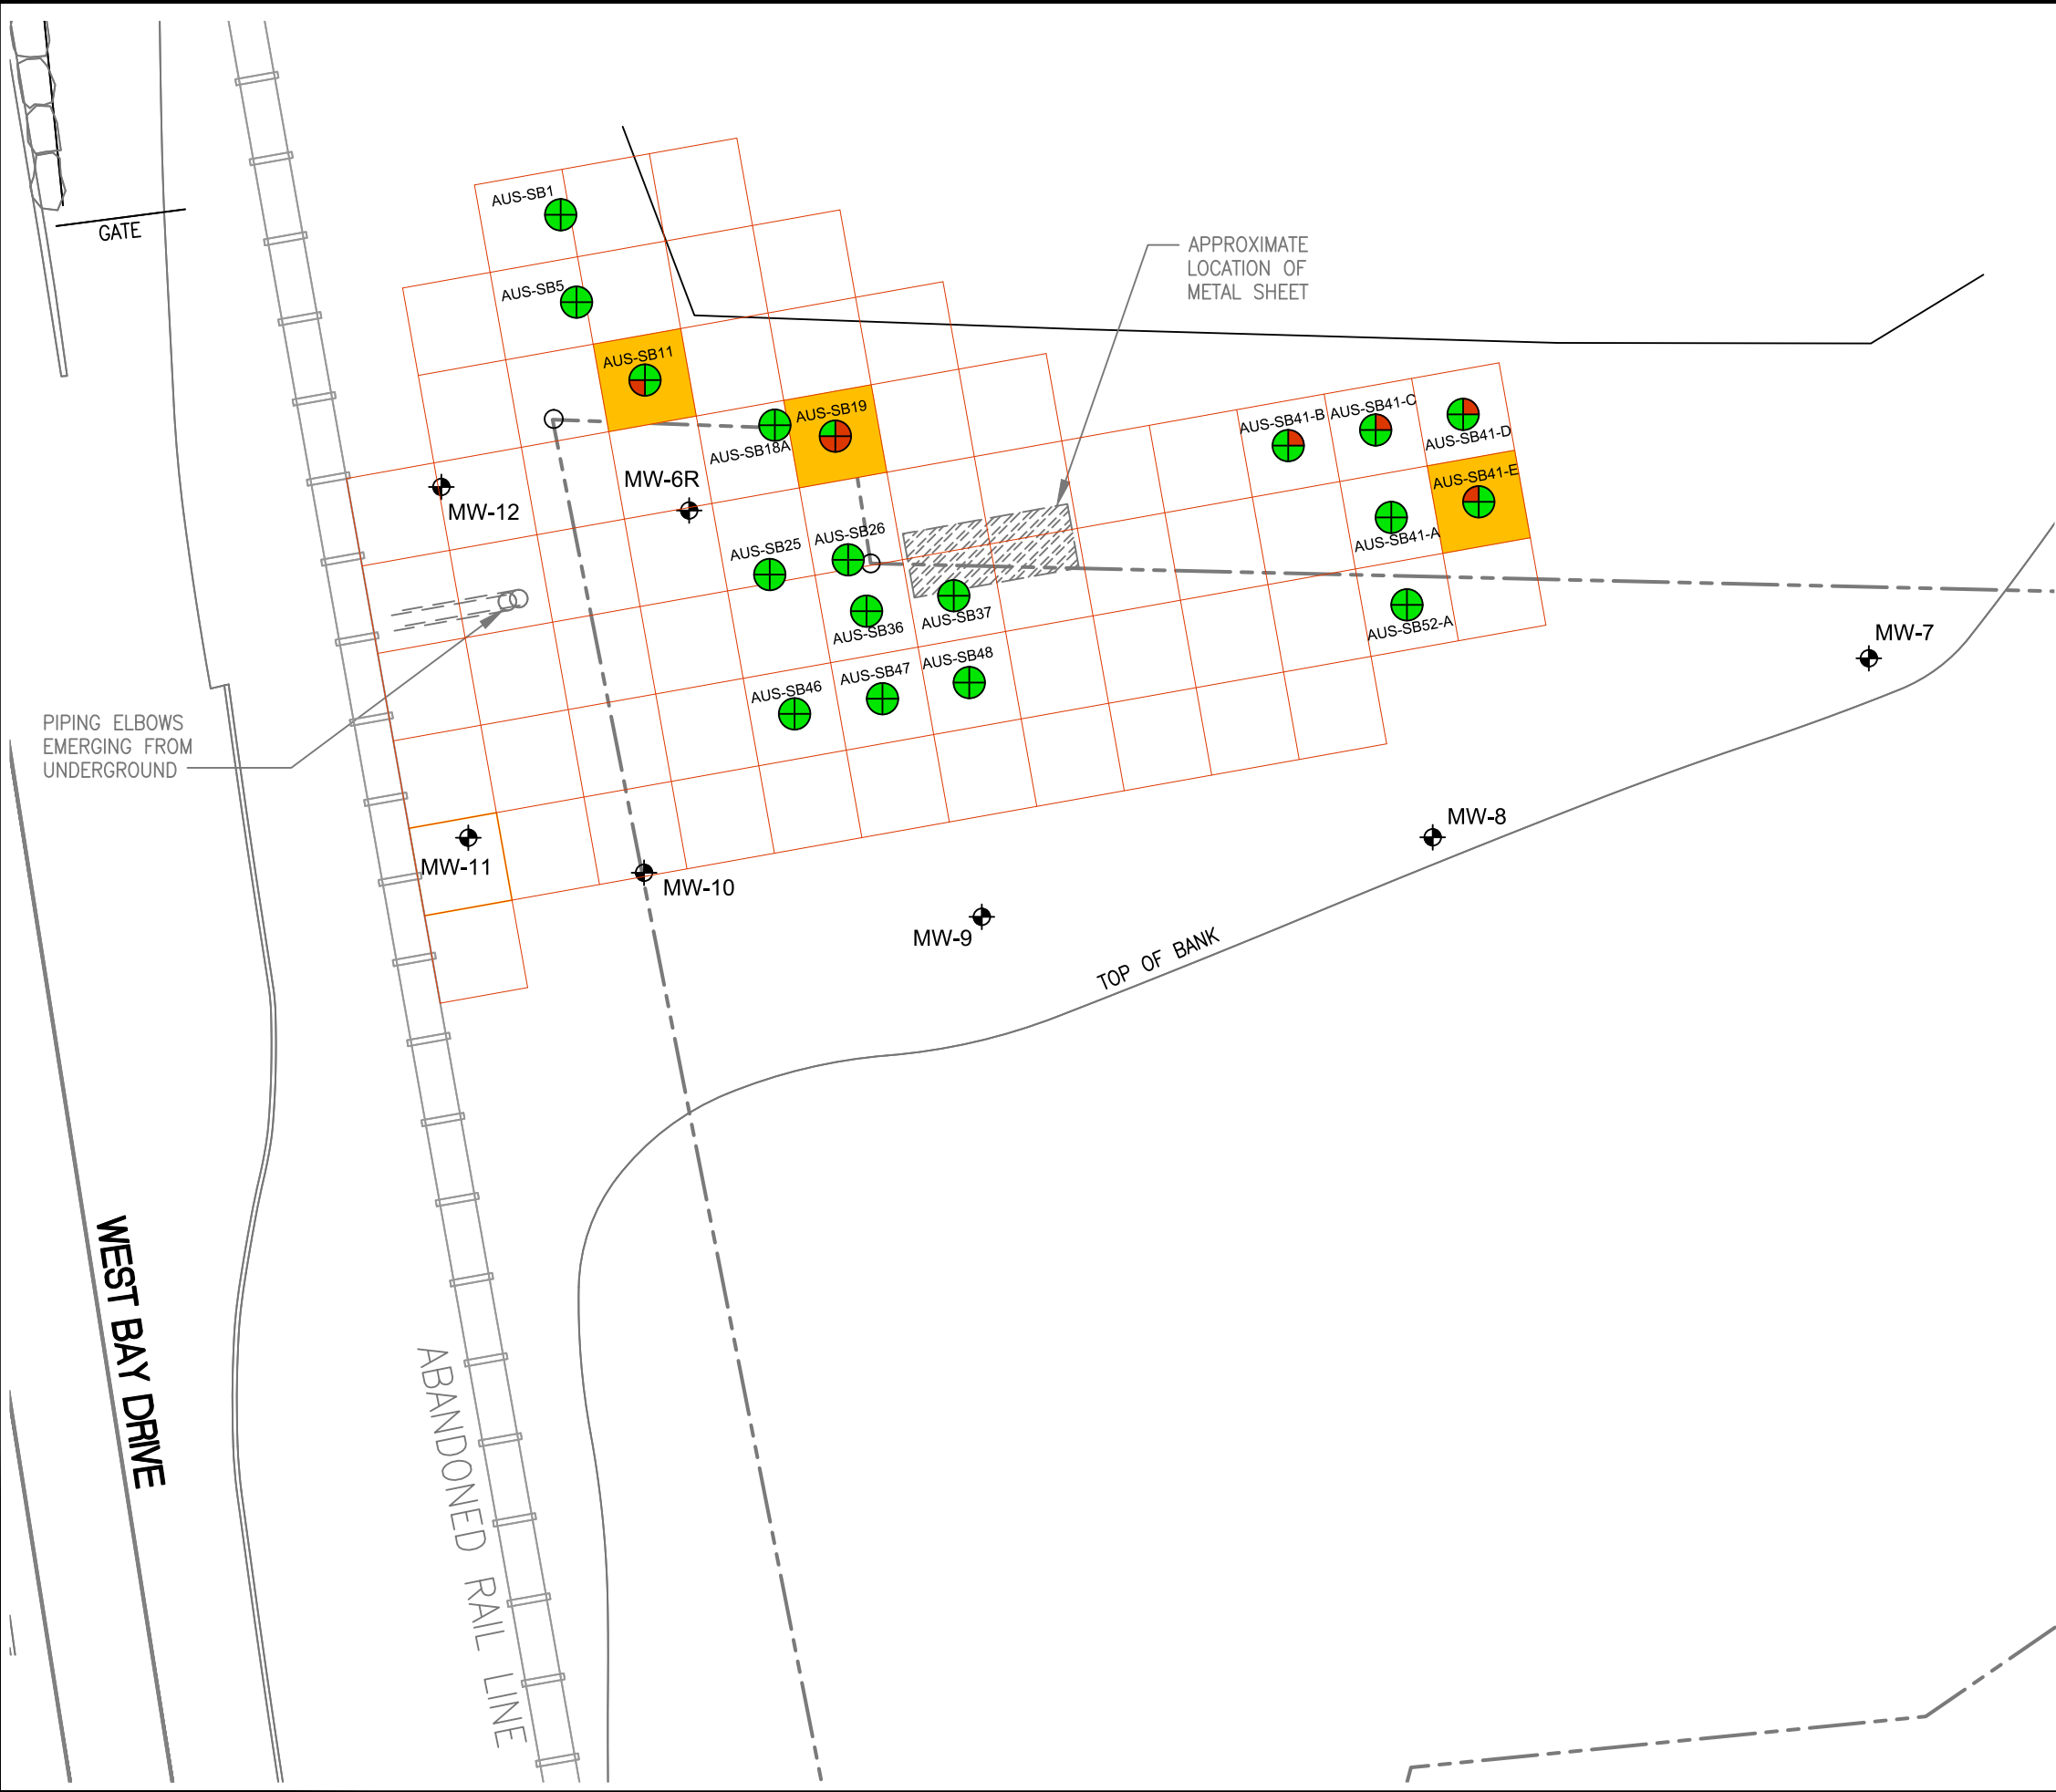 AUS-SB1
GATE
APPROXIMATE
LOCATION OF
METAL SHEET
AUS-SB5
AUS-SB11
AUS-SB19
AUS-SB18A
AUS-SB41-B
AUS-SB41-C
AUS-SB41-D
AUS-SB41-E
MW-6R
MW-12
AUS-SB25
AUS-SB26
AUS-SB41-A
AUS-SB36
AUS-SB37
AUS-SB52-A
MW-7
AUS-SB46
AUS-SB47
AUS-SB48
PIPING ELBOWS
EMERGING FROM
UNDERGROUND
MW-8
MW-11
MW-10
MW-9
TOP OF BANK
WEST BAY DRIVE
ABANDONED RAIL LINE